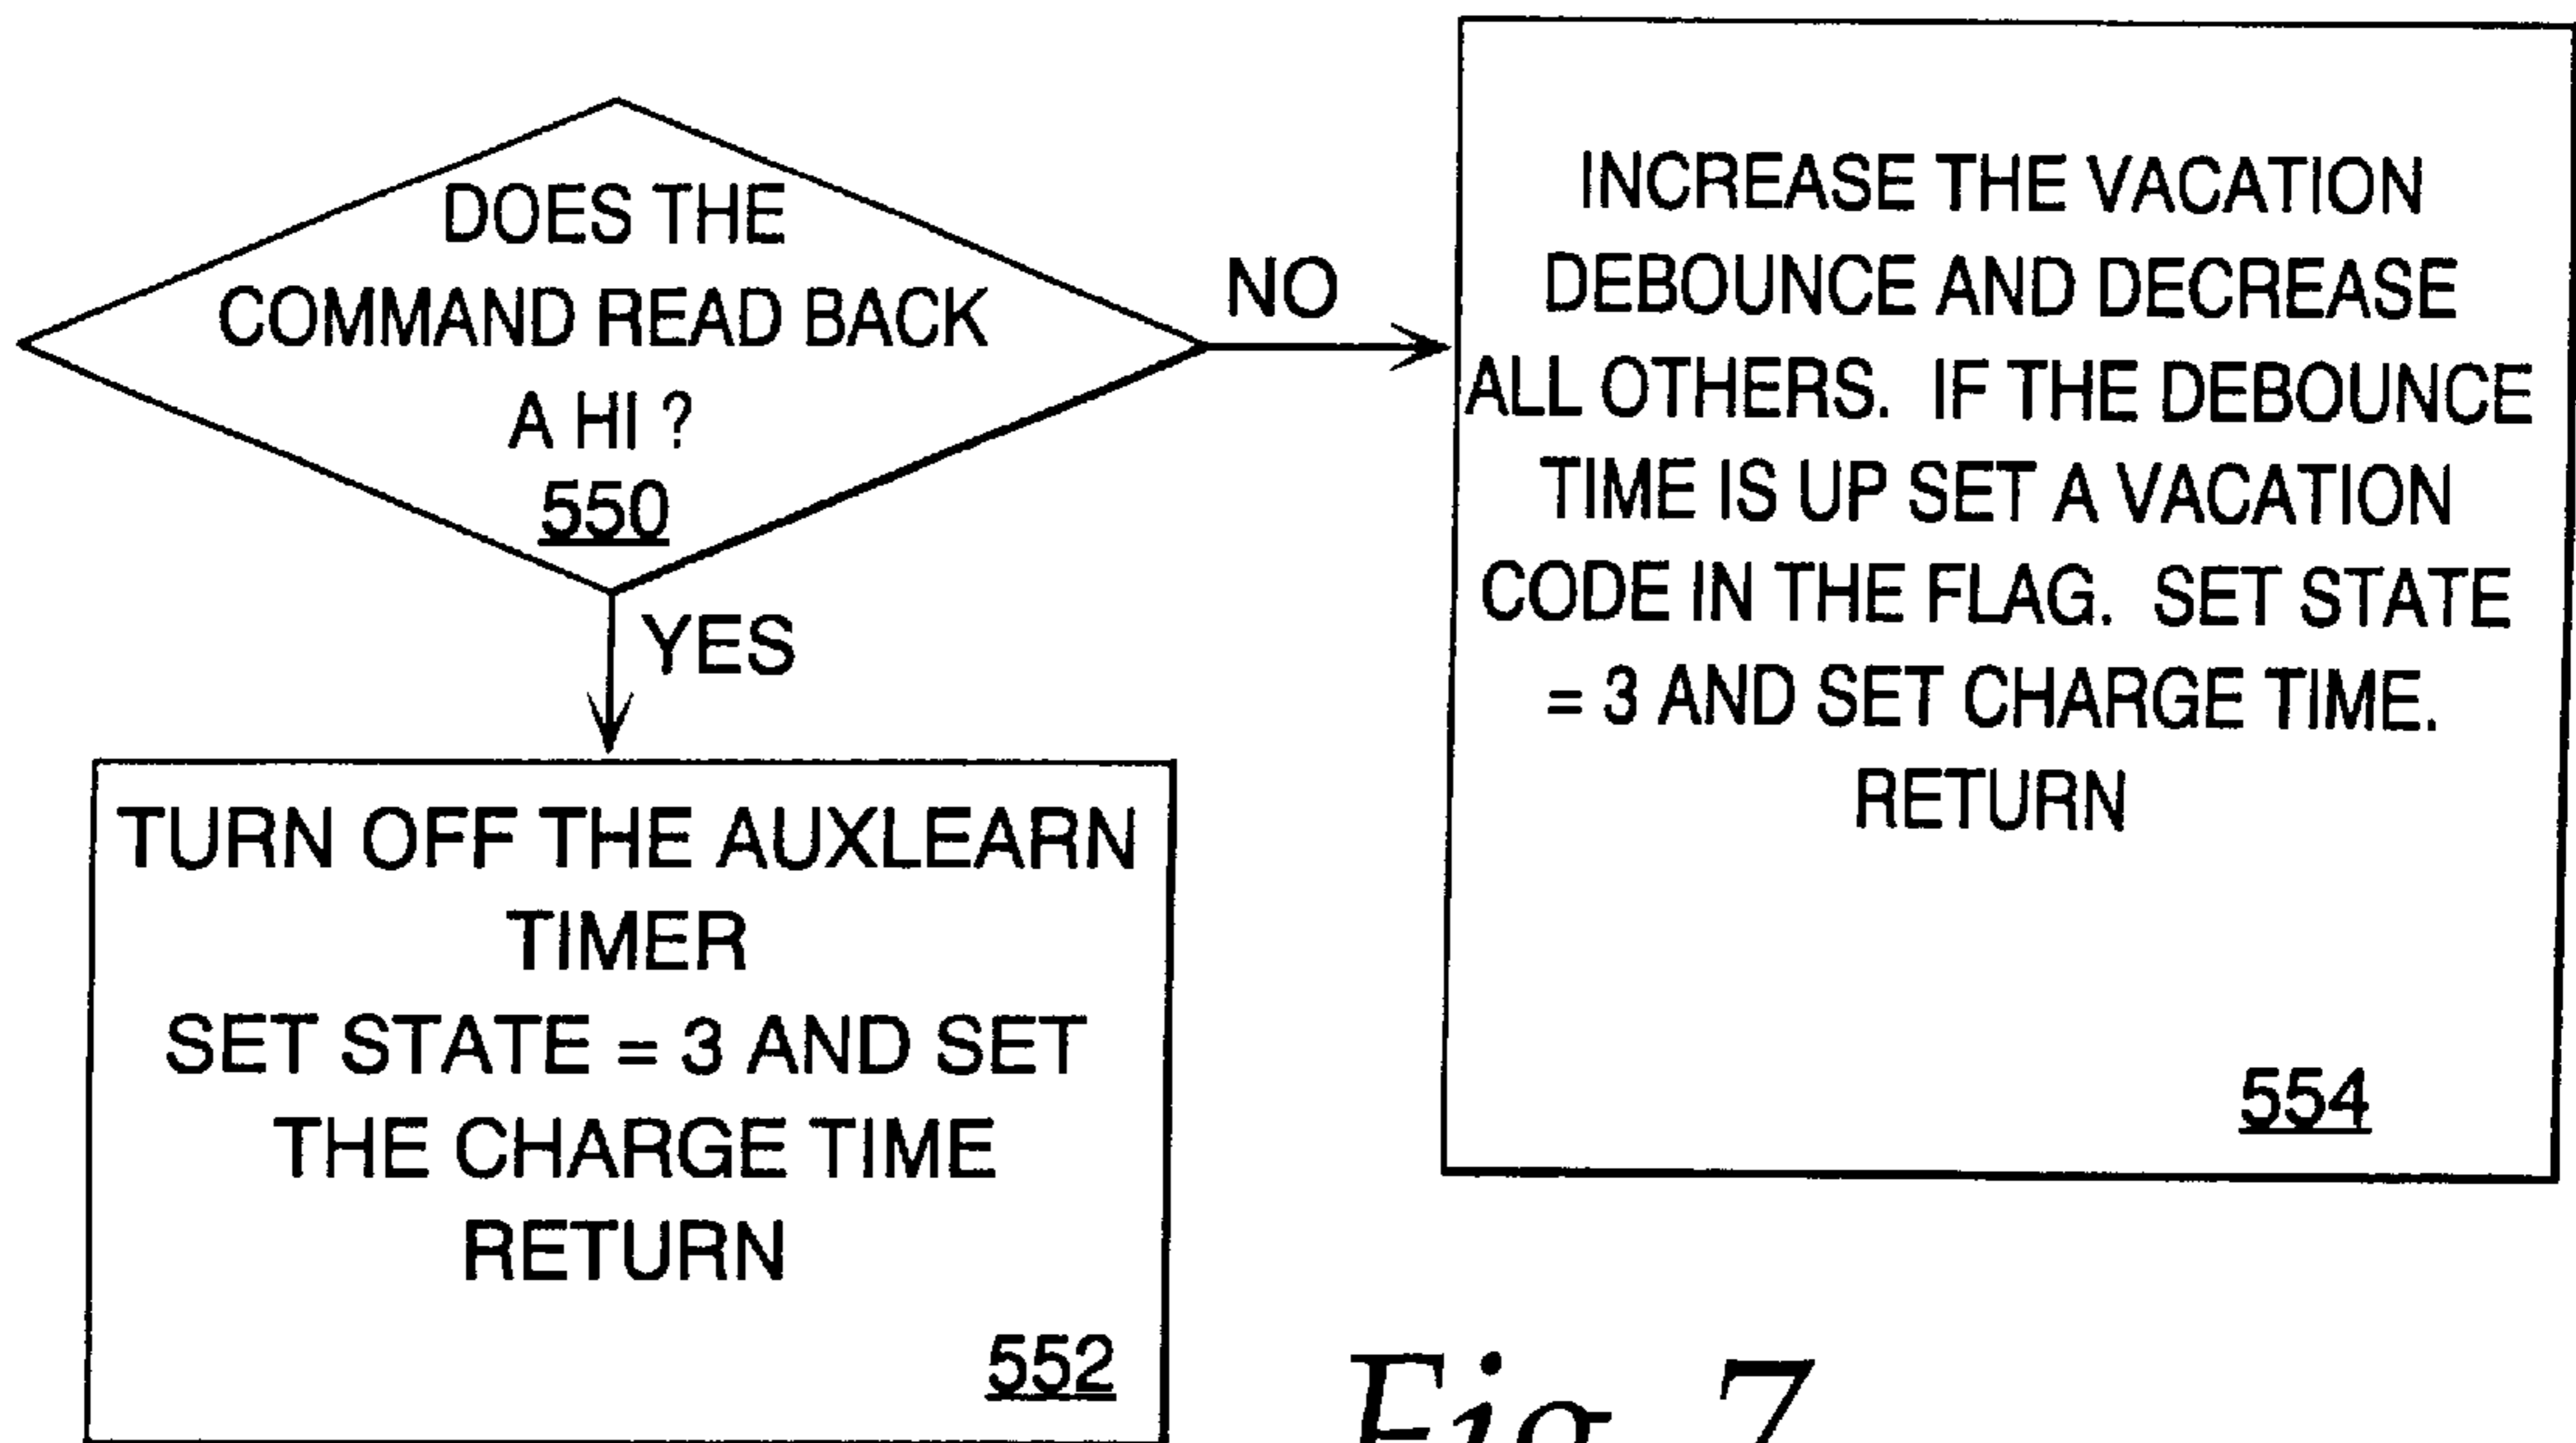 DOES THE
COMMAND READ BACK
A HI ?
550
NO
YES
INCREASE THE VACATION
DEBOUNCE AND DECREASE
ALL OTHERS. IF THE DEBOUNCE
TIME IS UP SET A VACATION
CODE IN THE FLAG. SET STATE
= 3 AND SET CHARGE TIME.
RETURN
554
TURN OFF THE AUXLEARN
TIMER
SET STATE = 3 AND SET
THE CHARGE TIME
RETURN
552
Fig. 7